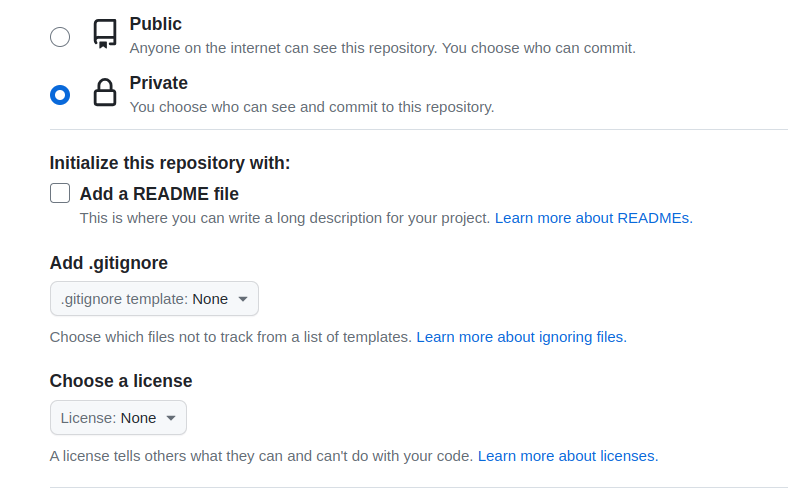 Public
Anyone on the internet can see this repository. You choose who can commit.
Private
You choose who can see and commit to this repository.
Initialize this repository with:
Add a README file
This is where you can write a long description for your project. Learn more about READMEs.
Add .gitignore
.gitignore template: None
Choose which files not to track from a list of templates. Learn more about ignoring files.
Choose a license
License: None
A license tells others what they can and can't do with your code. Learn more about licenses.